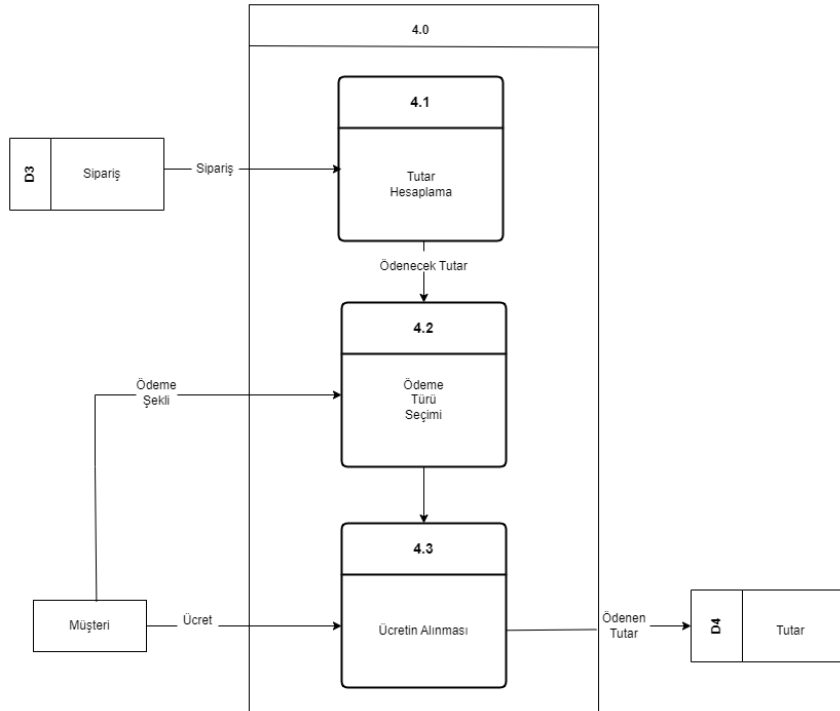 4.0
4.1
D3
Sipariş
Sipariş
Tutar
Hesaplama
Ödenecek Tutar
4.2
Ödeme
Şekli
Ödeme
Türü
Seçimi
4.3
Müşteri
Ücret
Ücretin Alınması
Ödenen
Tutar
D4
Tutar